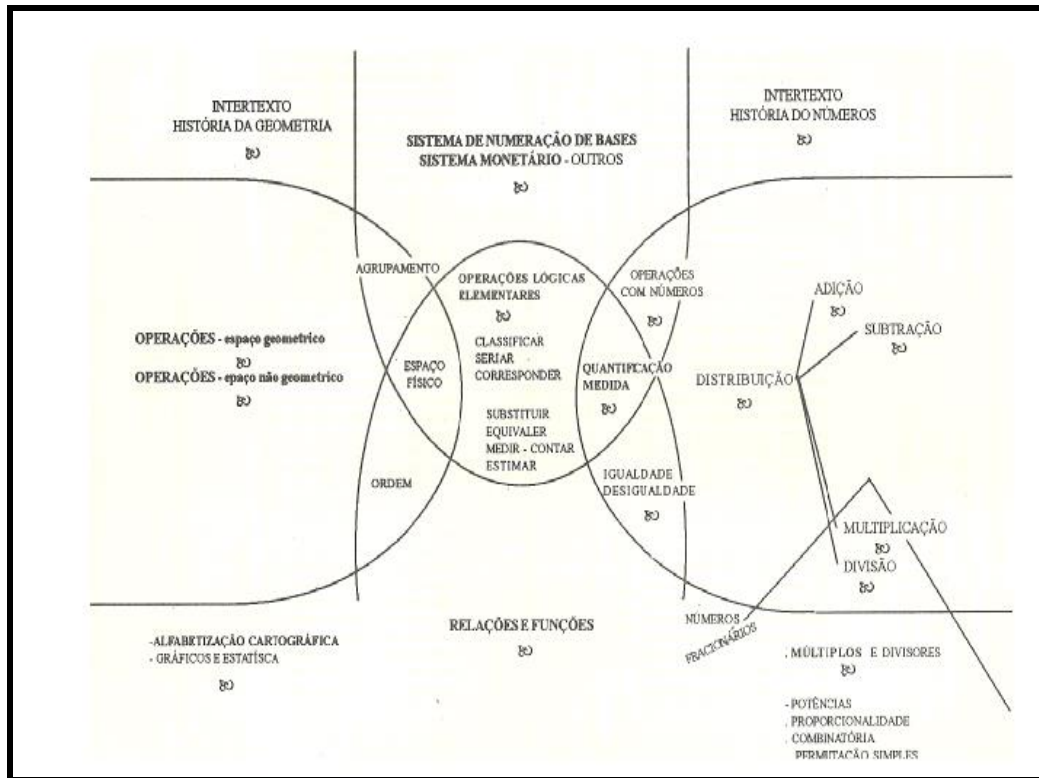 INTERTEXTO
HISTÓRIA DA GEOMETRIA
SISTEMA DE NUMERAÇÃO DE BASES
SISTEMA MONETÁRIO - OUTROS
INTERTEXTO
HISTÓRIA DO NÚMEROS
AGRUPAMENTO
OPERAÇÕES LÓGICAS
ELEMENTARES
OPERAÇÕES
COM NÚMEROS
ADIÇÃO
SUBTRAÇÃO
OPERAÇÕES - espaço geometrico
OPERAÇÕES - epaço não geometrico
ESPAÇO
FÍSICO
CLASSIFICAR
SERIAR
CORRESPONDER
QUANTIFICAÇÃO
MEDIDA
DISTRIBUIÇÃO
SUBSTITUIR
EQUIVALER
MEDIR - CONTAR
ESTIMAR
ORDEM
IGUALDADE
DESIGUALDADE
MULTIPLICAÇÃO
DIVISÃO
-ALFABETIZAÇÃO CARTOGRÁFICA
- GRÁFICOS E ESTATÍSCA
RELAÇÕES E FUNÇÕES
NÚMEROS
FRACIONÁRIOS
. MÚLTIPLOS E DIVISORES
- POTÊNCIAS
. PROPORCIONALIDADE
. COMBINATÓRIA
PERMUTAÇÃO SIMPLES